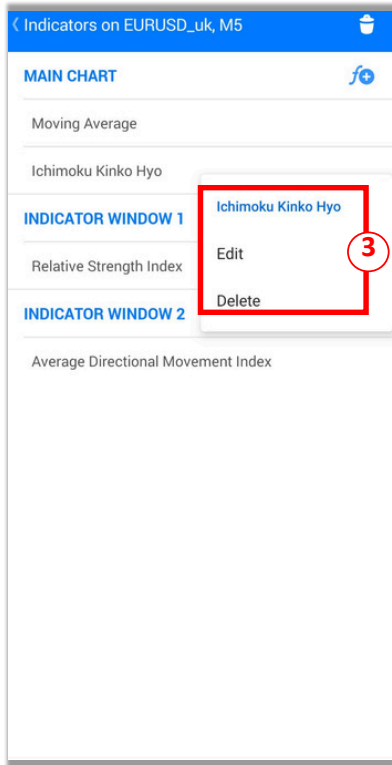 Indicators on EURUSD_uk, M5
MAIN CHART
Moving Average
Ichimoku Kinko Hyo
INDICATOR WINDOW 1
Relative Strength Index
INDICATOR WINDOW 2
Average Directional Movement Index
Ichimoku Kinko Hyo
Edit
Delete
3